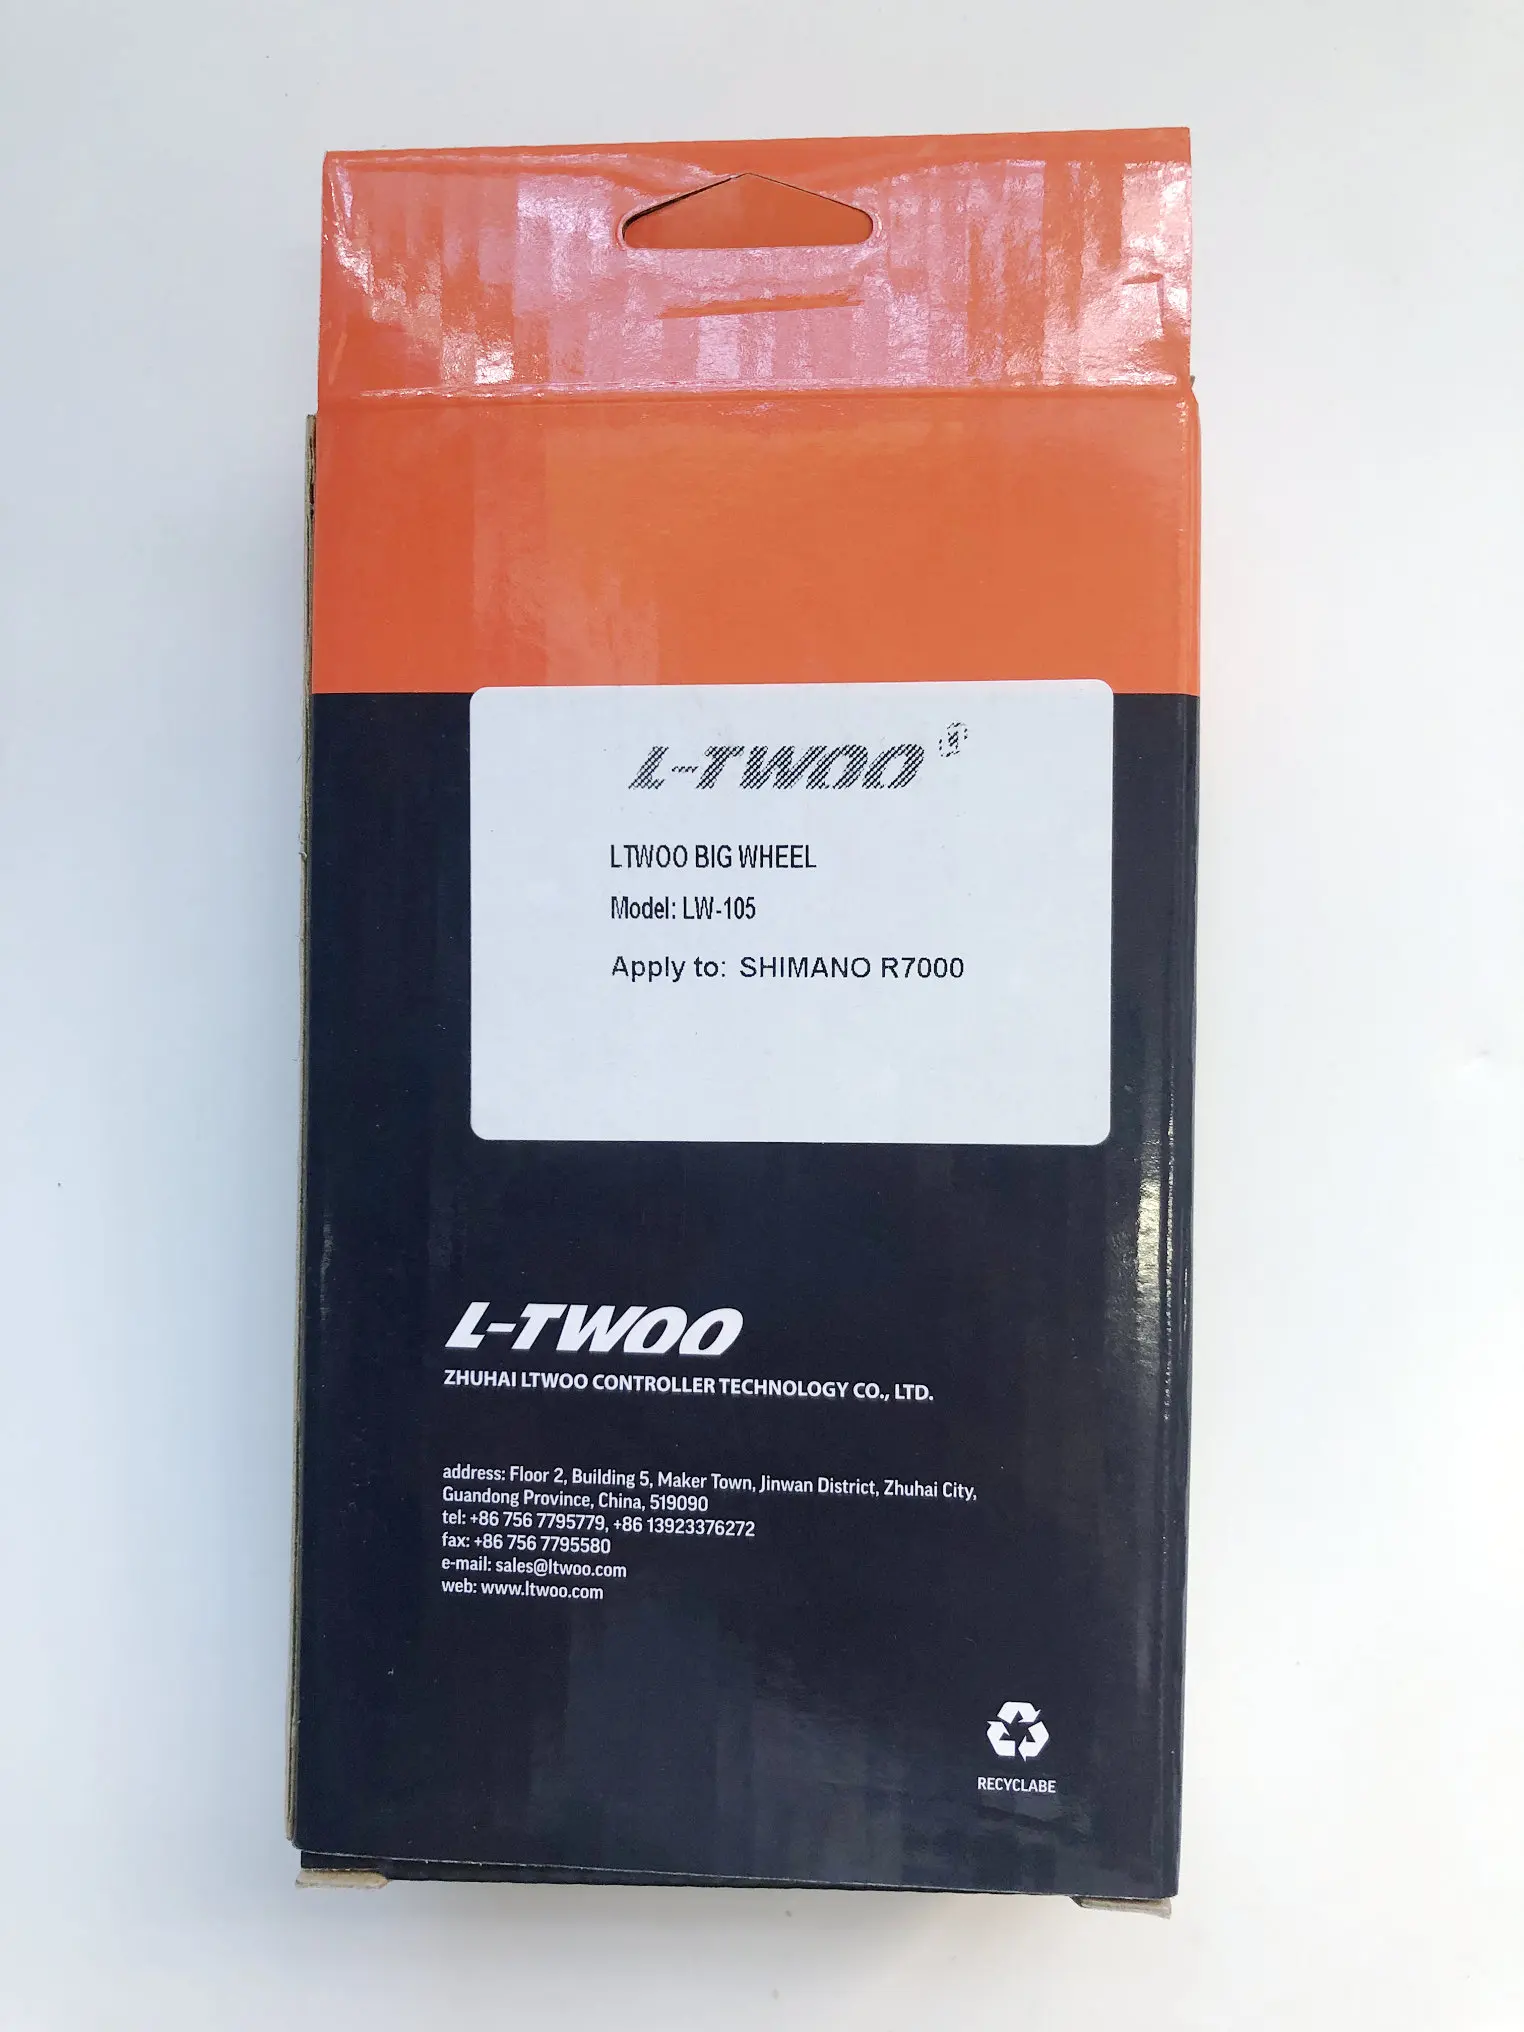 L-TWOO
LTWOO BIG WHEEL
Model: LW-105
Apply to: SHIMANO R7000
L-TWOO
ZHUHAI LTWOO CONTROLLER TECHNOLOGY CO., LTD.
address: Floor 2, Building 5, Maker Town, Jinwan District, Zhuhai City,
Guandong Province, China, 519090
tel: +86 756 7795779, +86 13923376272
fax: +86 756 7795580
e-mail: sales@ltwoo.com
web: www.ltwoo.com
RECYCLABE